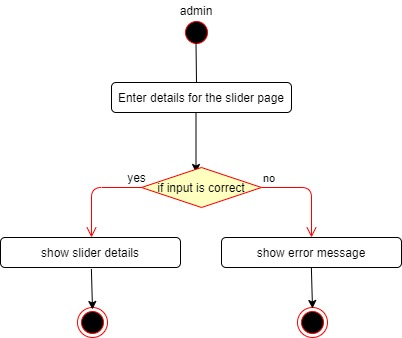 admin
Enter details for the slider page
yes
if input is correct
no
show slider details
show error message